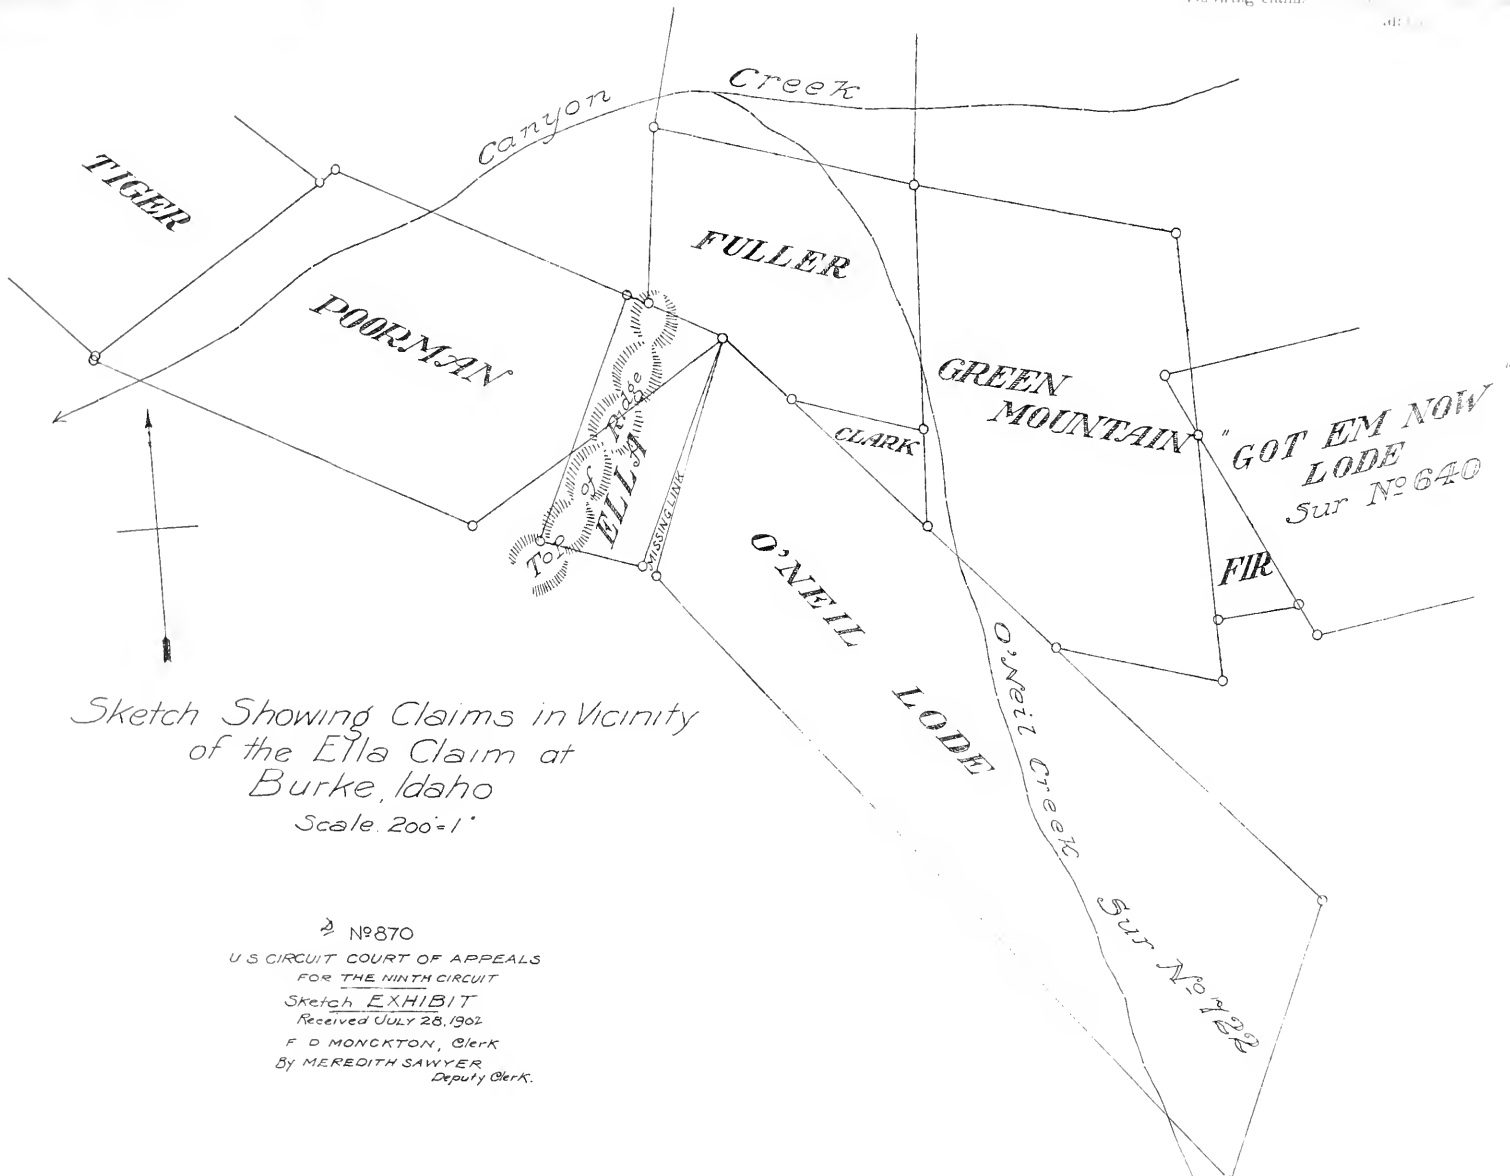 Canyon Creek
TIGER
POORMAN
FULLER
GREEN
MOUNTAIN
CLARK
"GOT EM NOW"
LODE
Sur No 640
FIR
Top of Ridge
ELLA
MISSING LINK
O'NEIL
LODE
O'Neil Creek
Sur No 722
Sketch Showing Claims in Vicinity
of the Ella Claim at
Burke, Idaho
Scale. 200'=1"
No 870
U S CIRCUIT COURT OF APPEALS
FOR THE NINTH CIRCUIT
Sketch EXHIBIT
Received JULY 28, 1902
F D MONCKTON, Clerk
By MEREDITH SAWYER
Deputy Clerk.